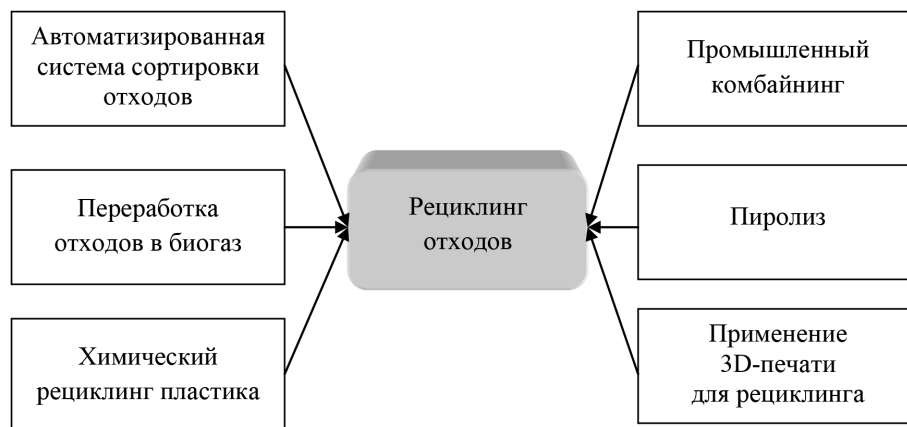 Автоматизированная
система сортировки
отходов
Переработка
отходов в биогаз
Химический
рециклинг пластика
Рециклинг
отходов
Промышленный
комбайнинг
Пиролиз
Применение
3D-печати
для рециклинга